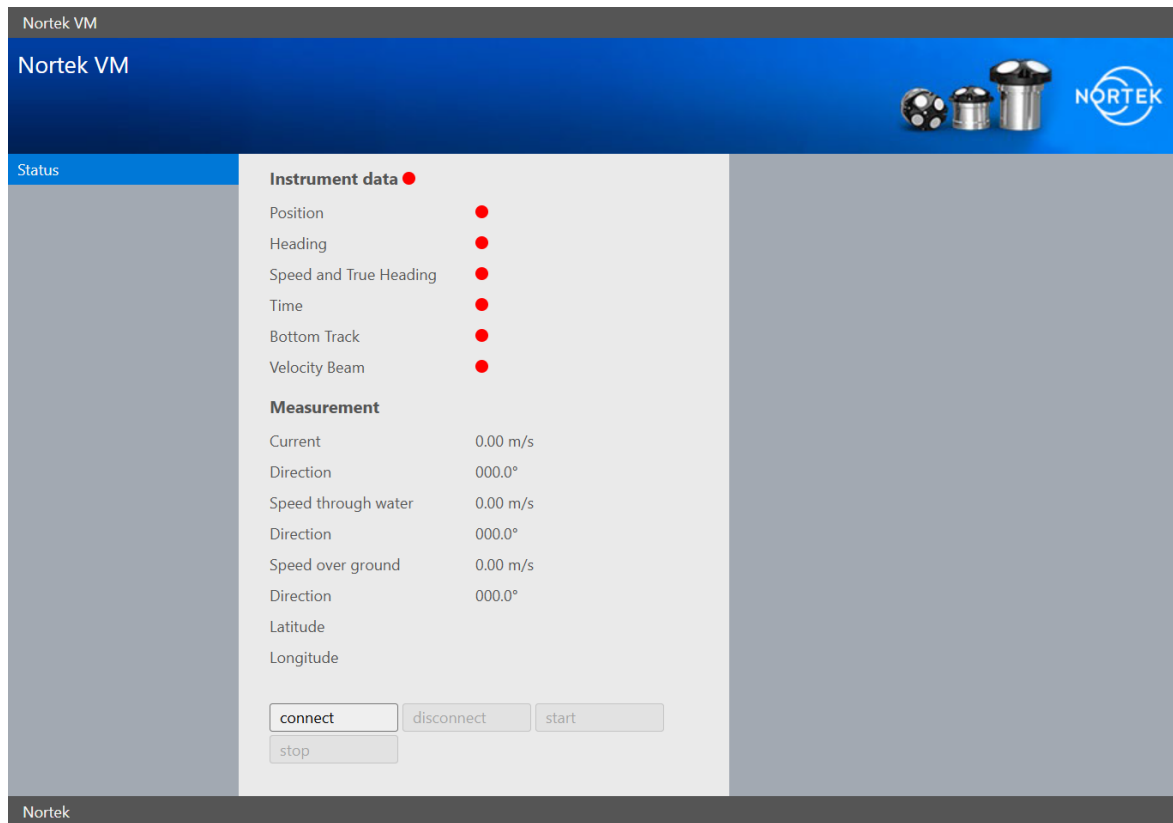 Nortek VM
Nortek VM
NORTEK
Status
Instrument data
Position
Heading
Speed and True Heading
Time
Bottom Track
Velocity Beam
Measurement
Current 0.00 m/s
Direction 000.0°
Speed through water 0.00 m/s
Direction 000.0°
Speed over ground 0.00 m/s
Direction 000.0°
Latitude
Longitude
connect disconnect start
stop
Nortek